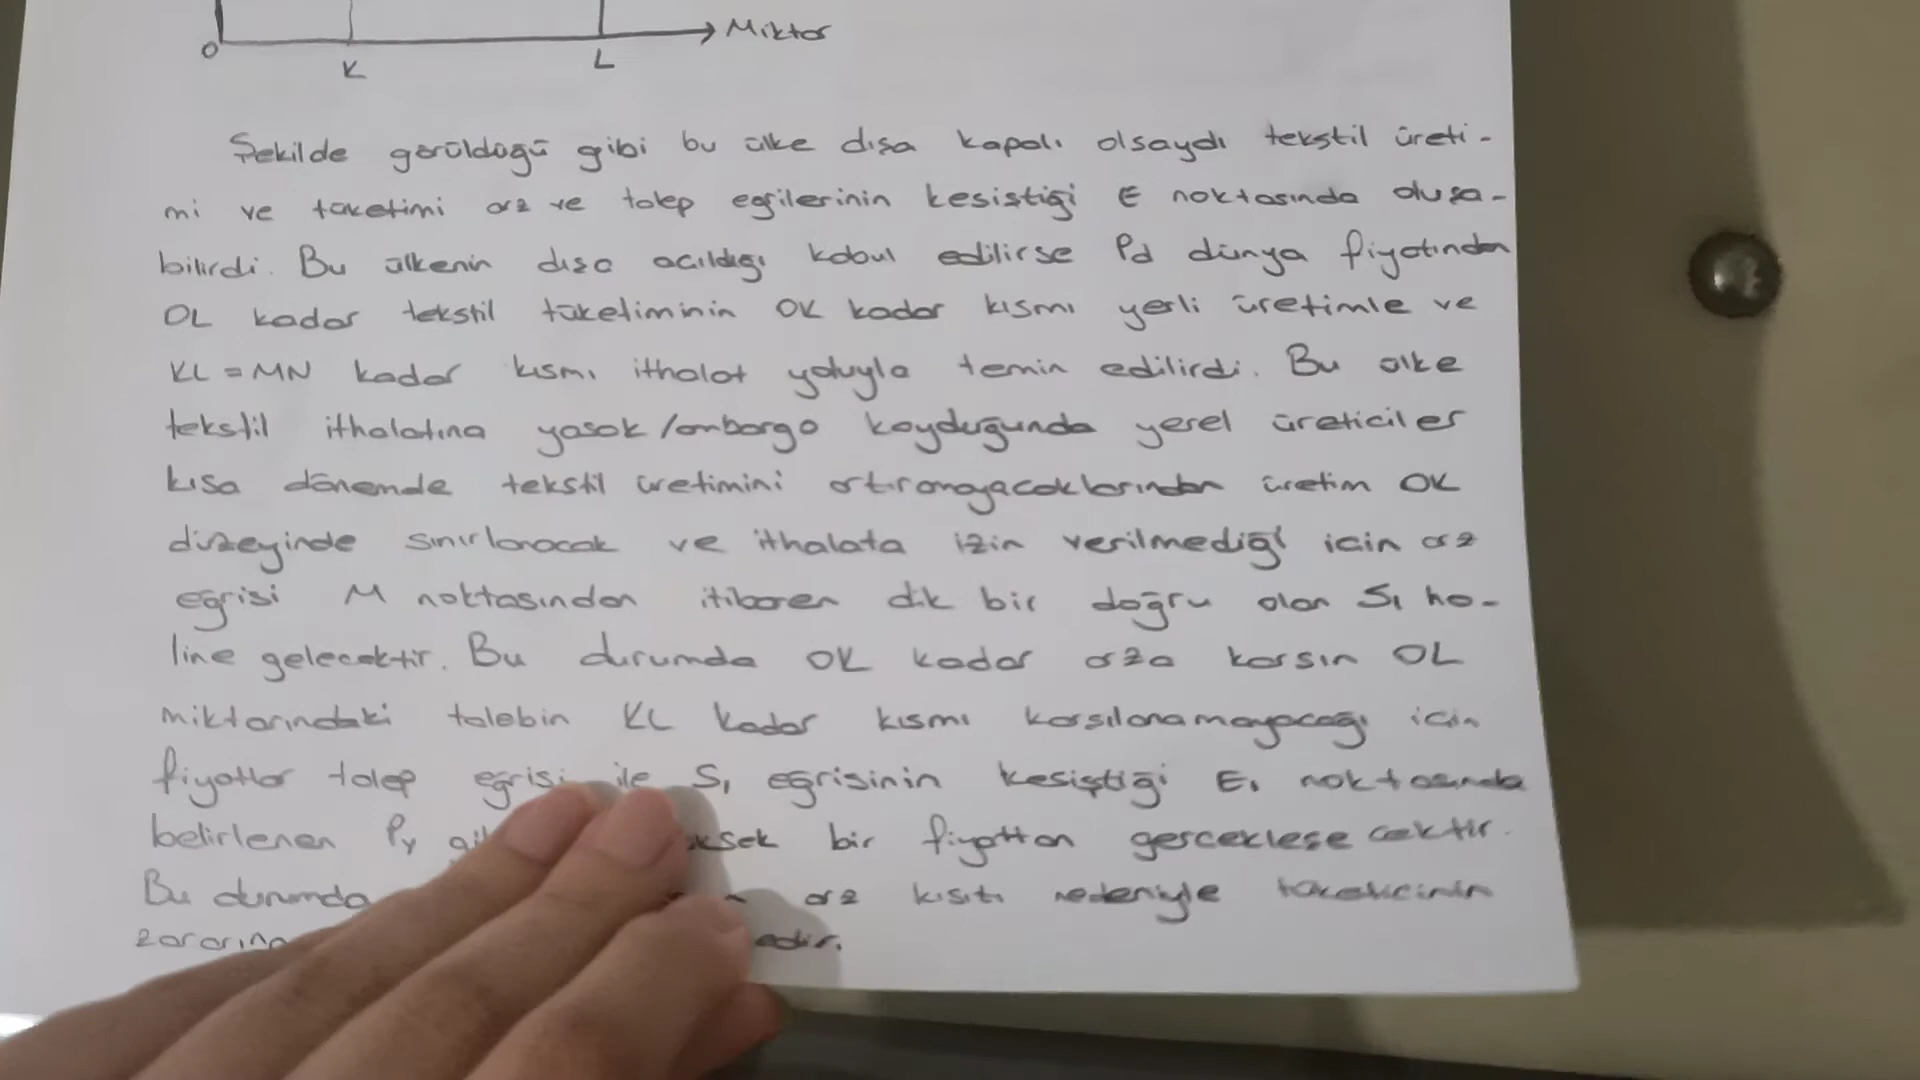 O K L → Miktar
Şekilde görüldüğü gibi bu ülke dışa kapalı olsaydı tekstil üreti-
mi ve tüketimi arz ve talep eğrilerinin kesiştiği E noktasında oluşa-
bilirdi. Bu ülkenin dışa açıldığı kabul edilirse Pd dünya fiyatından
OL kadar tekstil tüketiminin OK kadar kısmı yerli üretimle ve
KL = MN kadar kısmı ithalat yoluyla temin edilirdi. Bu ülke
tekstil ithalatına yasak/ambargo koyduğunda yerel üreticiler
kısa dönemde tekstil üretimini artıramayacaklarından üretim OK
düzeyinde sınırlanacak ve ithalata izin verilmediği için arz
eğrisi M noktasından itibaren dik bir doğru olan S₁ ha-
line gelecektir. Bu durumda OK kadar arza karşın OL
miktarındaki talebin KL kadar kısmı karşılanamayacağı için
fiyatlar talep eğrisi ile S₁ eğrisinin kesiştiği E₁ noktasında
belirlenen Py bir fiyattan gerçekleşecektir.
Bu durumda arz kısıtı nedeniyle tüketicinin
zararına